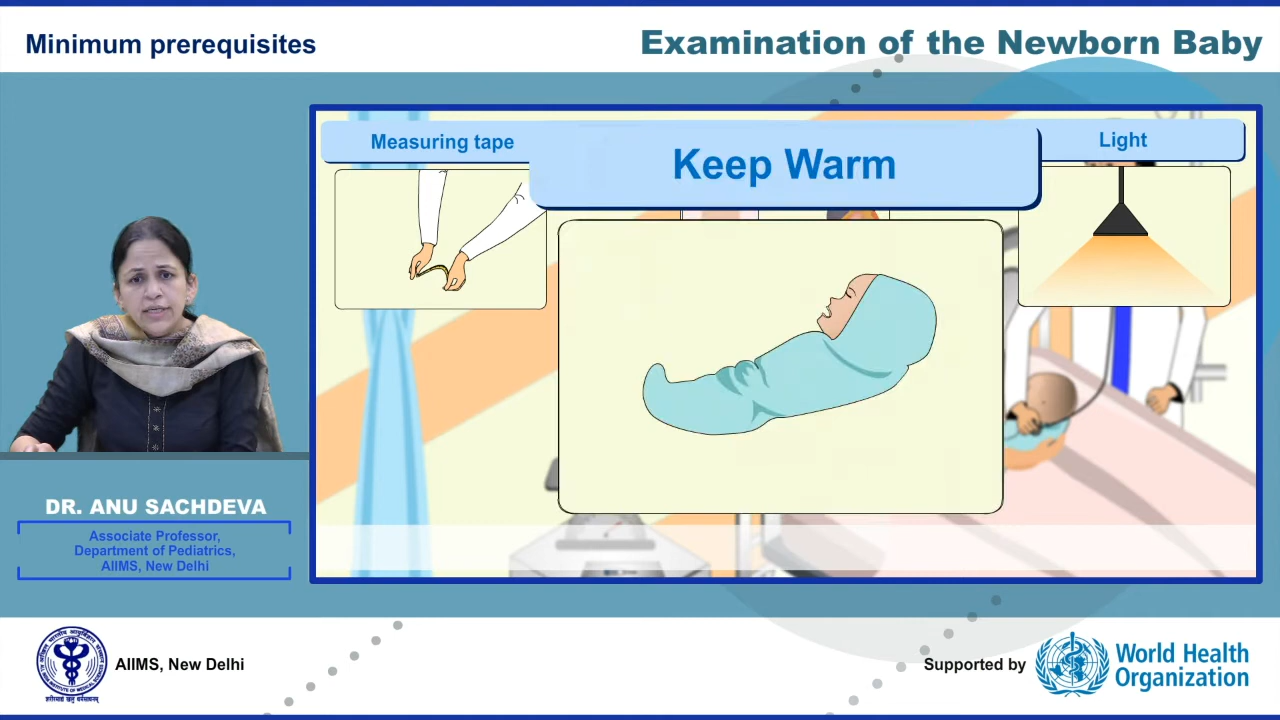 Minimum prerequisites
Examination of the Newborn Baby
Measuring tape
Keep Warm
Light
DR. ANU SACHDEVA
Associate Professor,
Department of Pediatrics,
AIIMS, New Delhi
AIIMS, New Delhi
Supported by
World Health
Organization